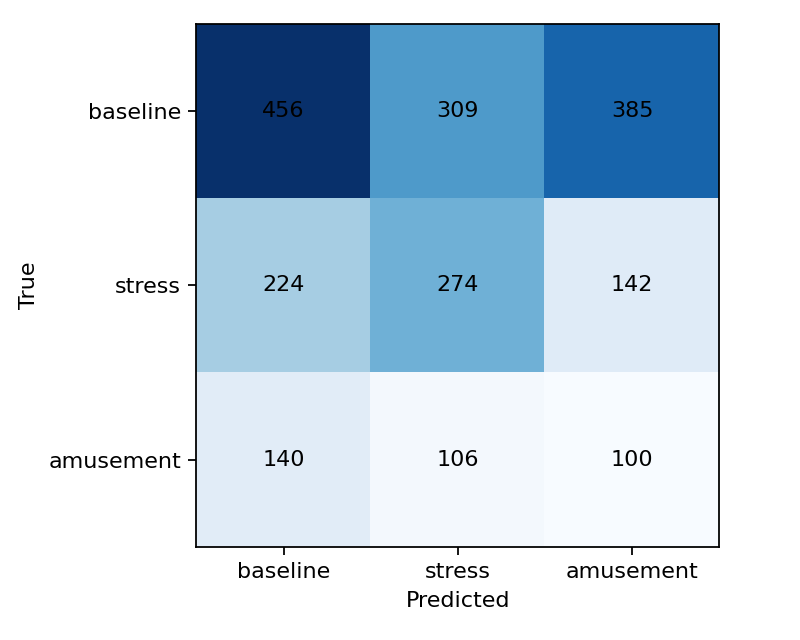 baseline 456 309 385
stress 224 274 142
amusement 140 106 100
True
baseline stress amusement
Predicted